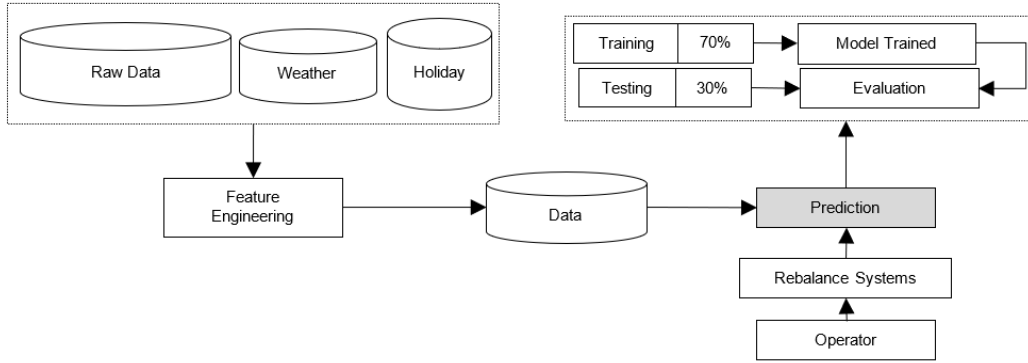 Raw Data
Weather
Holiday
Training 70% Model Trained
Testing 30% Evaluation
Feature
Engineering
Data
Prediction
Rebalance Systems
Operator